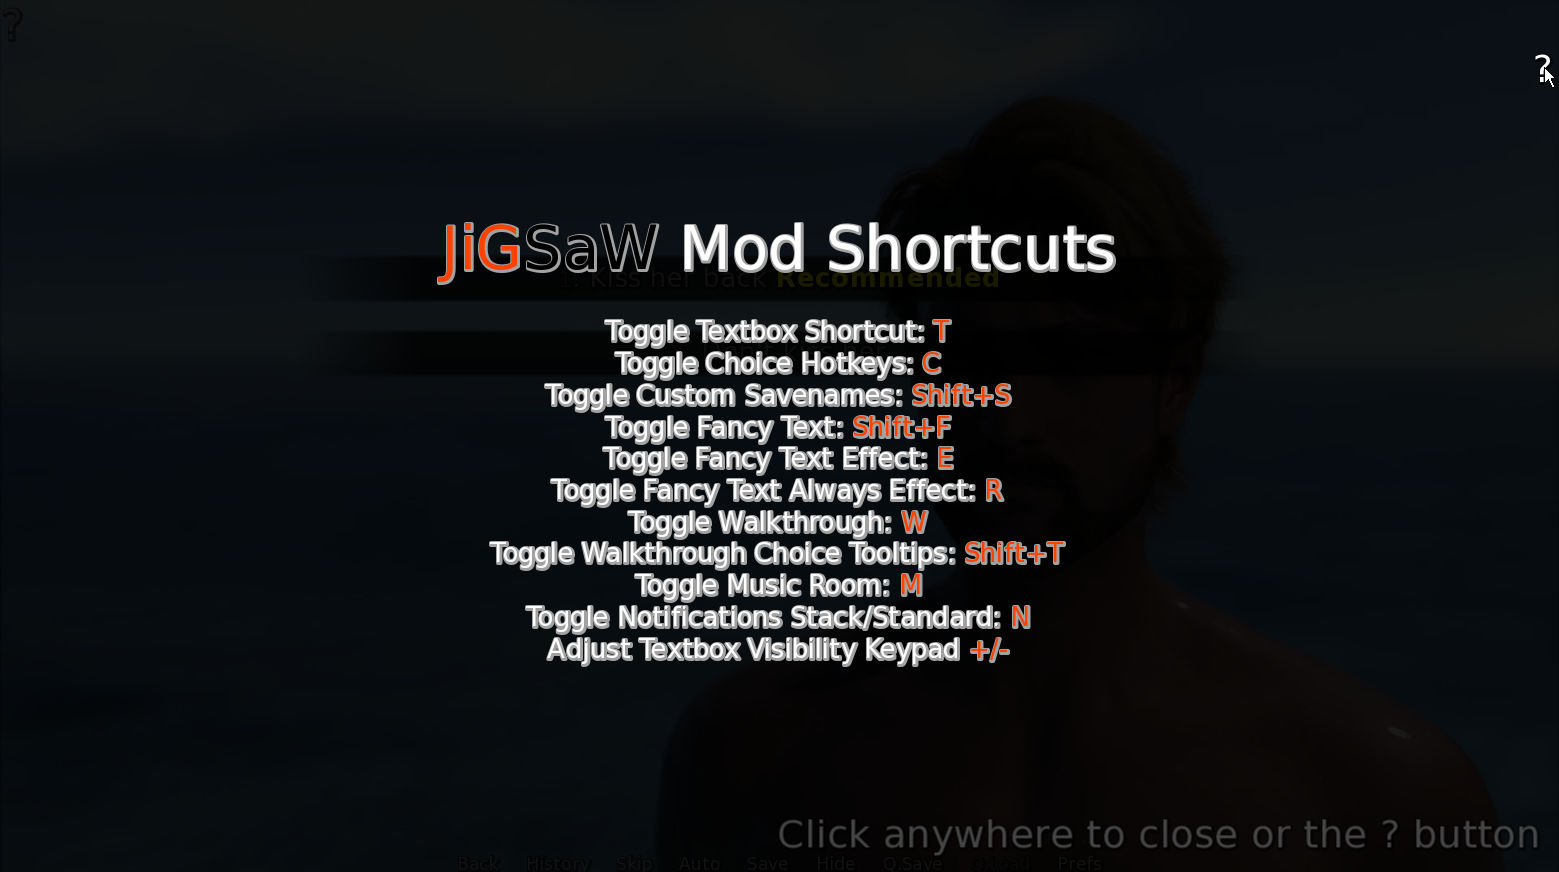 ?
?
JiGSaW Mod Shortcuts
1. Kiss her back Recommended
Toggle Textbox Shortcut: T
Toggle Choice Hotkeys: C
Toggle Custom Savenames: Shift+S
Toggle Fancy Text: Shift+F
Toggle Fancy Text Effect: E
Toggle Fancy Text Always Effect: R
Toggle Walkthrough: W
Toggle Walkthrough Choice Tooltips: Shift+T
Toggle Music Room: M
Toggle Notifications Stack/Standard: N
Adjust Textbox Visibility Keypad +/-
Click anywhere to close or the ? button
Back History Skip Auto Save Hide Q.Save Q.Load Prefs